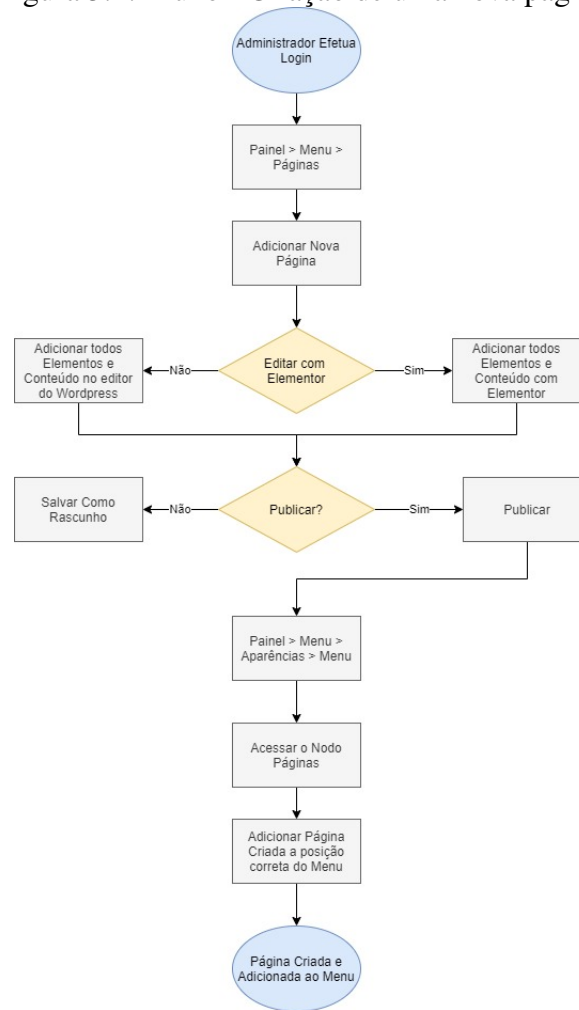 Administrador Efetua
Login
Painel > Menu >
Páginas
Adicionar Nova
Página
Adicionar todos
Elementos e
Conteúdo no editor
do Wordpress
Não
Editar com
Elementor
Sim
Adicionar todos
Elementos e
Conteúdo com
Elementor
Salvar Como
Rascunho
Não
Publicar?
Sim
Publicar
Painel > Menu >
Aparências > Menu
Acessar o Nodo
Páginas
Adicionar Página
Criada a posição
correta do Menu
Página Criada e
Adicionada ao Menu